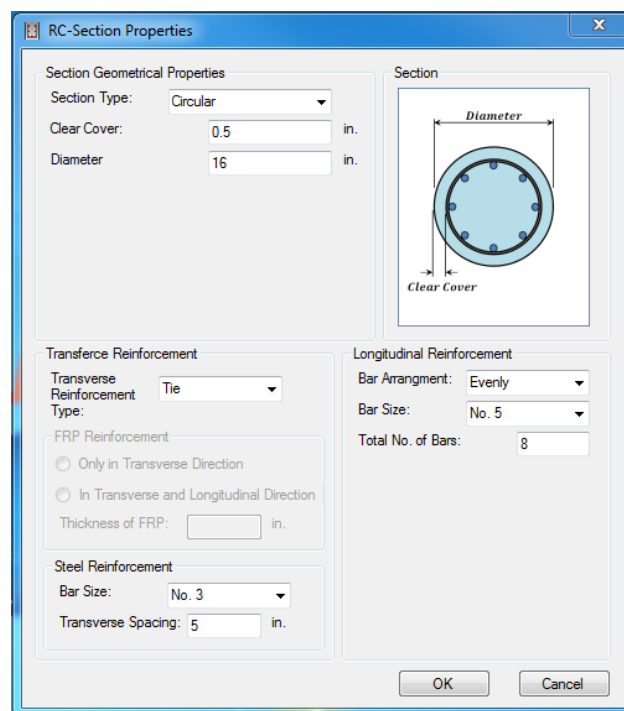 RC-Section Properties
x
Section Geometrical Properties
Section Type:
Circular
Clear Cover:
0.5
in.
Diameter
16
in.
Section
Diameter
Clear Cover
Transferce Reinforcement
Transverse
Reinforcement
Type:
Tie
FRP Reinforcement
Only in Transverse Direction
In Transverse and Longitudinal Direction
Thickness of FRP:
in.
Steel Reinforcement
Bar Size:
No. 3
Transverse Spacing:
5
in.
Longitudinal Reinforcement
Bar Arrangment:
Evenly
Bar Size:
No. 5
Total No. of Bars:
8
OK
Cancel